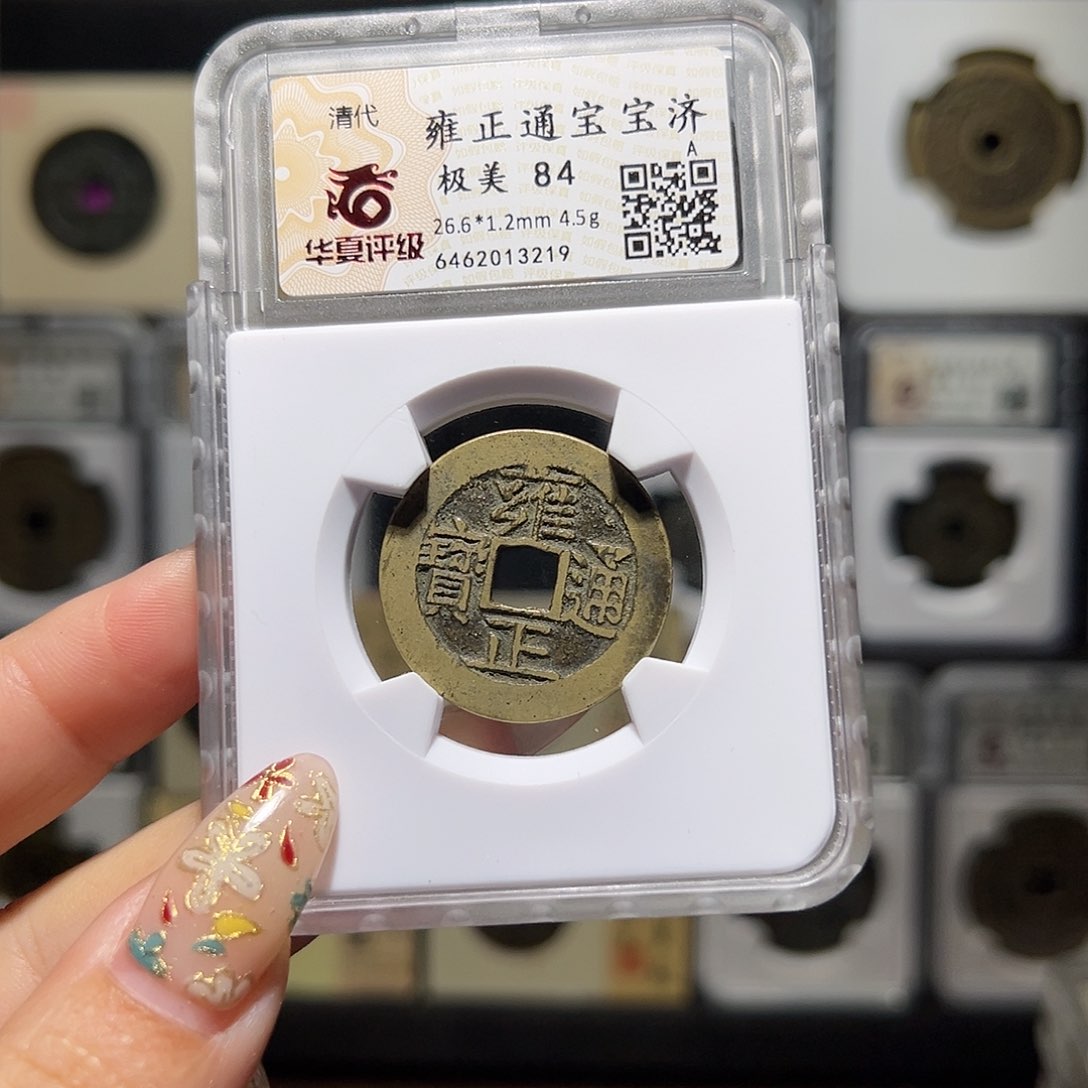 清代
华夏评级
雍正通宝宝济
A
极美 84
26.6*1.2mm 4.5g
6462013219
雍
寶 通
正